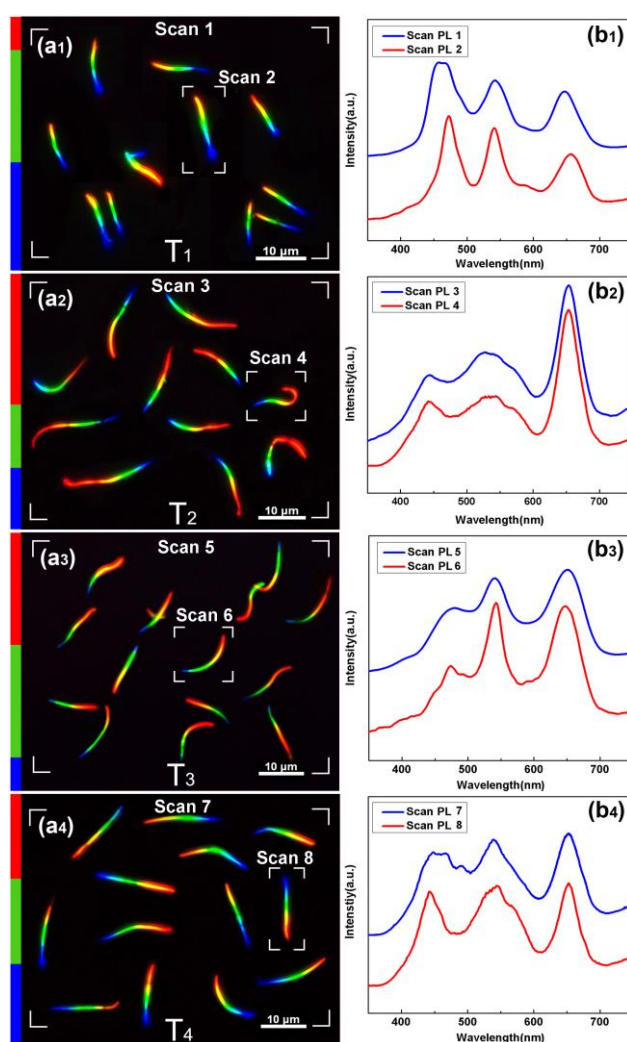 (a1)
Scan 1
Scan 2
T1
10 μm
(b1)
Scan PL 1
Scan PL 2
Intensity(a.u.)
400 500 600 700
Wavelength(nm)
(a2)
Scan 3
Scan 4
T2
10 μm
(b2)
Scan PL 3
Scan PL 4
Intensity(a.u.)
400 500 600 700
Wavelength(nm)
(a3)
Scan 5
Scan 6
T3
10 μm
(b3)
Scan PL 5
Scan PL 6
Intensity(a.u.)
400 500 600 700
Wavelength(nm)
(a4)
Scan 7
Scan 8
T4
10 μm
(b4)
Scan PL 7
Scan PL 8
Intenstiy(a.u.)
400 500 600 700
Wavelength(nm)